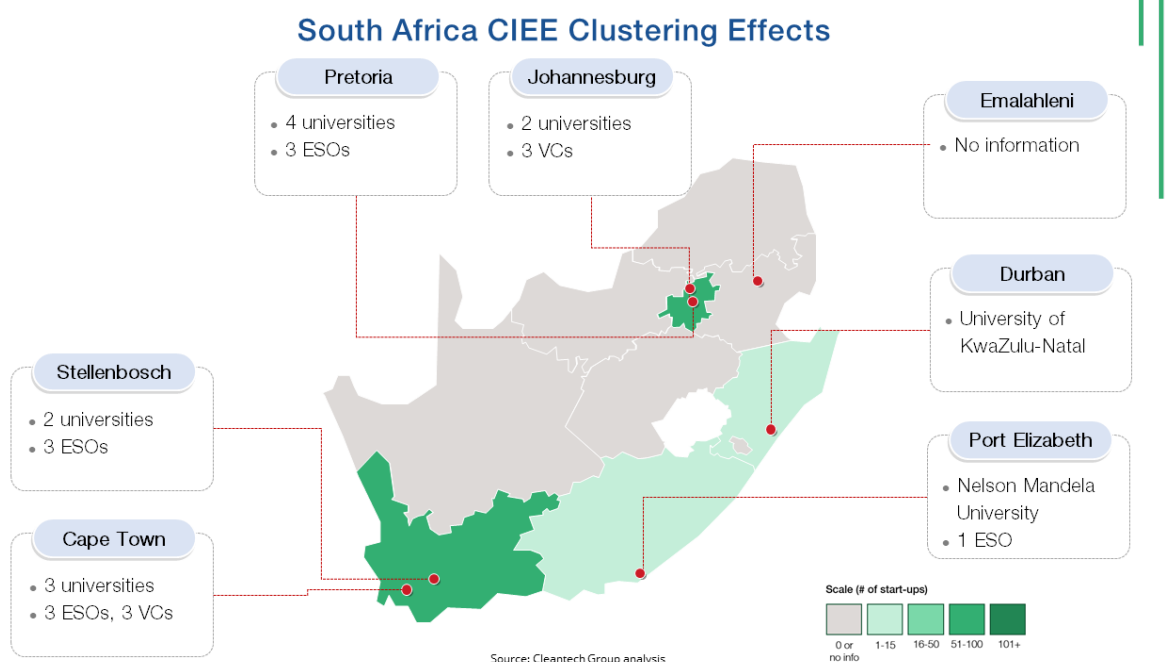 South Africa CIEE Clustering Effects
Pretoria
• 4 universities
• 3 ESOs
Johannesburg
• 2 universities
• 3 VCs
Emalahleni
• No information
Durban
• University of
KwaZulu-Natal
Stellenbosch
• 2 universities
• 3 ESOs
Port Elizabeth
• Nelson Mandela
University
• 1 ESO
Cape Town
• 3 universities
• 3 ESOs, 3 VCs
Scale (# of start-ups)
0 or
no info
1-15
16-50
51-100
101+
Source: Cleantech Group analysis